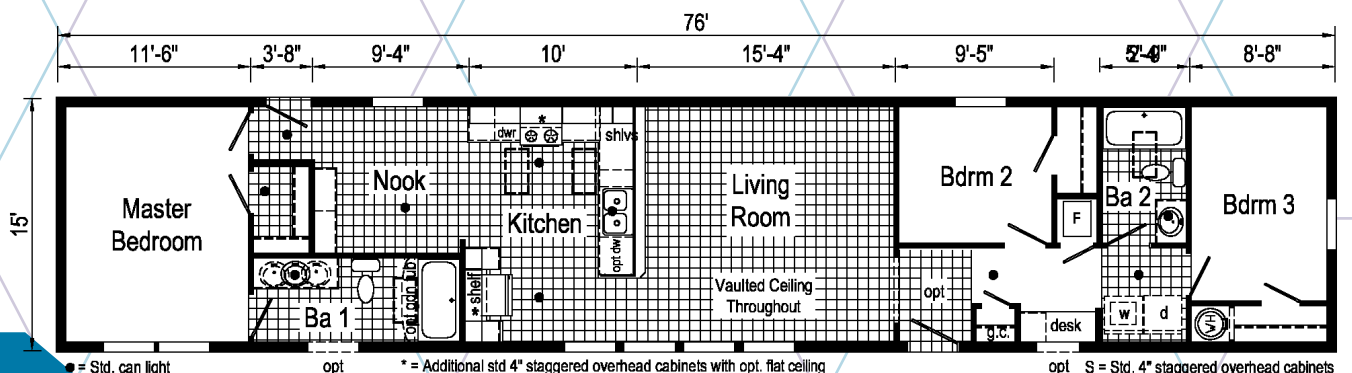 76'
11'-6" 3'-8" 9'-4" 10' 15'-4" 9'-5" 8'-8"
15'
Master
Bedroom
Nook
Kitchen
dwr
*
shlvs
opt dw
* shelf
Living
Room
Vaulted Ceiling
Throughout
Bdrm 2
F
Ba 2
Bdrm 3
Ba 1
opt gdn tub
opt
g.c.
desk
w
d
WH
● = Std. can light
opt
* = Additional std 4" staggered overhead cabinets with opt. flat ceiling
opt
S = Std. 4" staggered overhead cabinets